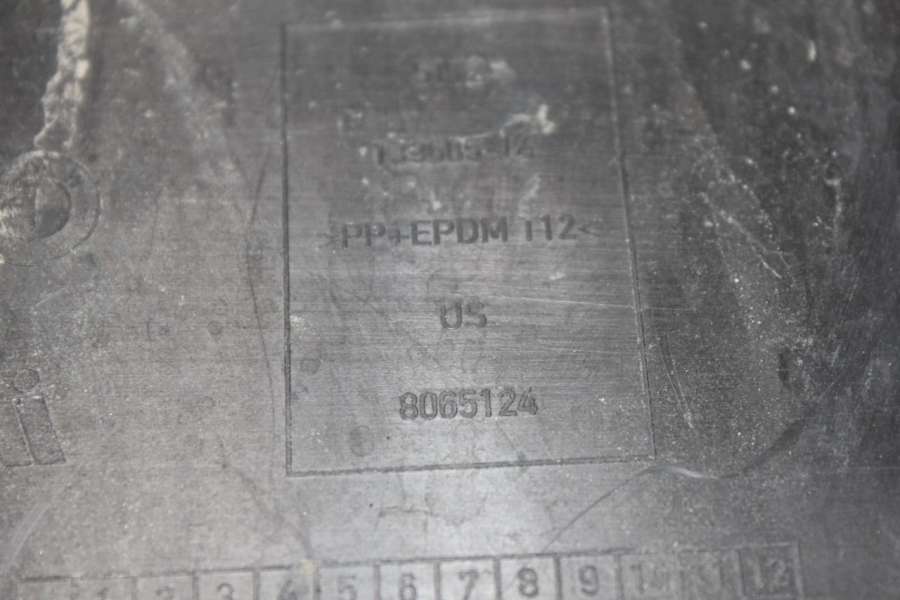 >PP+EPDM T12<
US
8065124
1 2 3 4 5 6 7 8 9 10 11 12